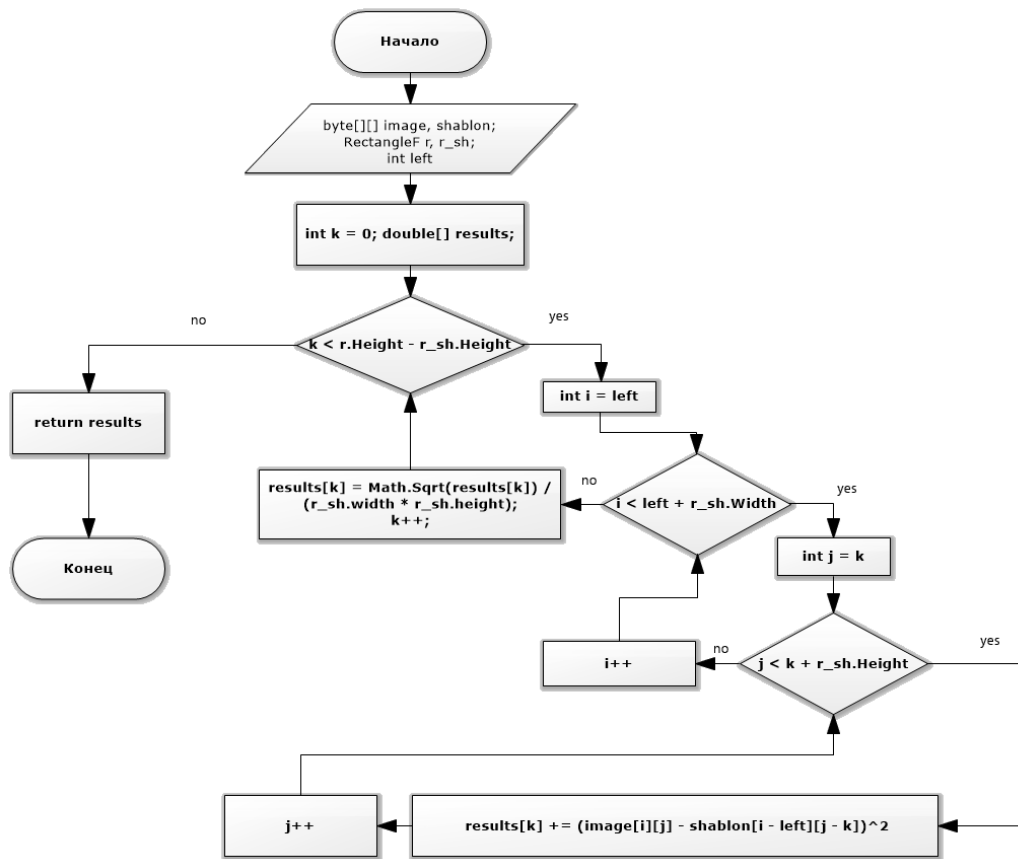 Начало
byte[][] image, shablon;
RectangleF r, r_sh;
int left
int k = 0; double[] results;
no
yes
k < r.Height - r_sh.Height
int i = left
return results
results[k] = Math.Sqrt(results[k]) /
(r_sh.width * r_sh.height);
k++;
no
i < left + r_sh.Width
yes
int j = k
Конец
i++
no
j < k + r_sh.Height
yes
j++
results[k] += (image[i][j] - shablon[i - left][j - k])^2